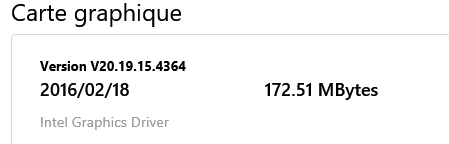 Carte graphique
Version V20.19.15.4364
2016/02/18 172.51 MBytes
Intel Graphics Driver